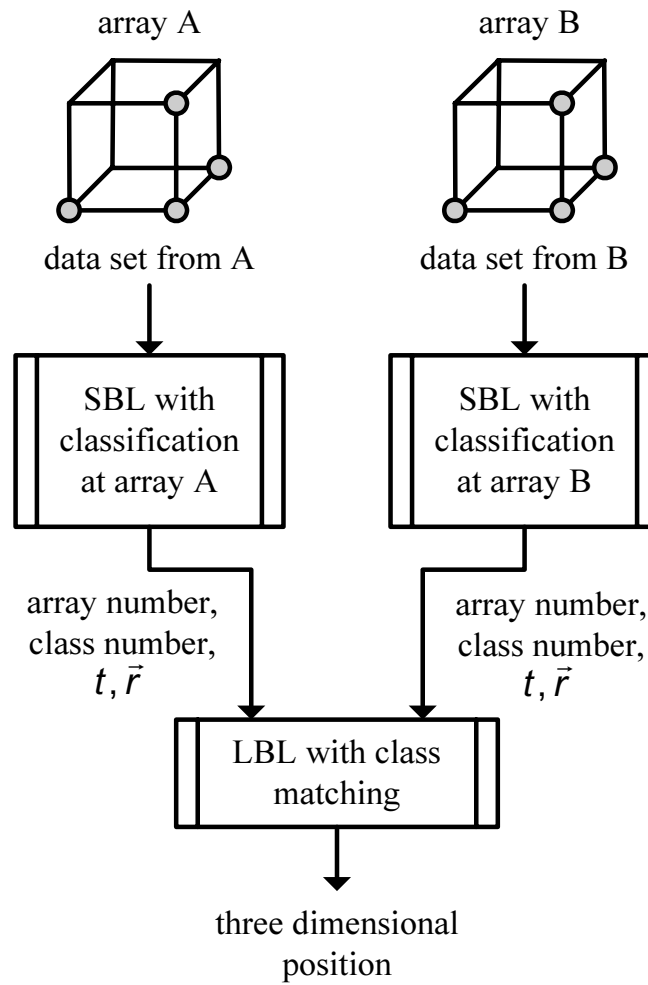 array A
array B
data set from A
data set from B
SBL with
classification
at array A
SBL with
classification
at array B
array number,
class number,
t, r⃗
array number,
class number,
t, r⃗
LBL with class
matching
three dimensional
position